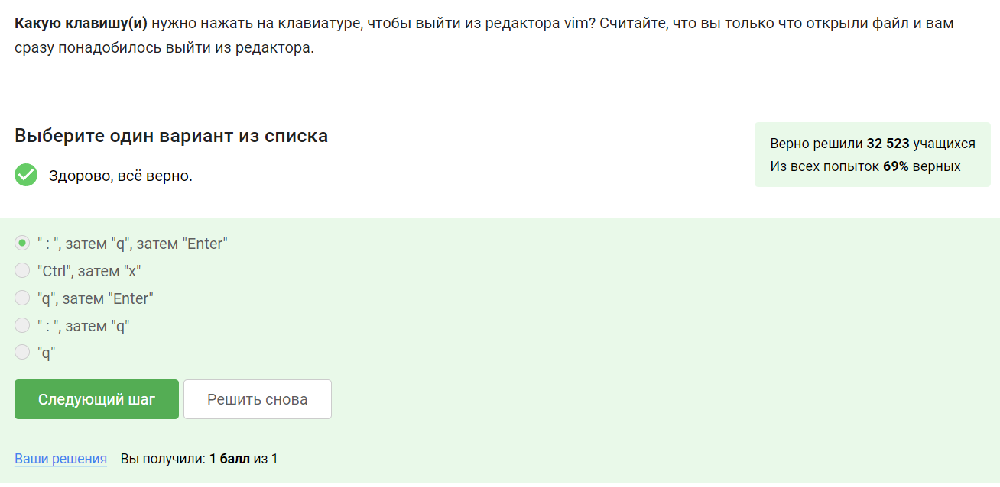 Какую клавишу(и) нужно нажать на клавиатуре, чтобы выйти из редактора vim? Считайте, что вы только что открыли файл и вам
сразу понадобилось выйти из редактора.
Выберите один вариант из списка
Здорово, всё верно.
Верно решили 32 523 учащихся
Из всех попыток 69% верных
" : ", затем "q", затем "Enter"
"Ctrl", затем "x"
"q", затем "Enter"
" : ", затем "q"
"q"
Следующий шаг
Решить снова
Ваши решения Вы получили: 1 балл из 1